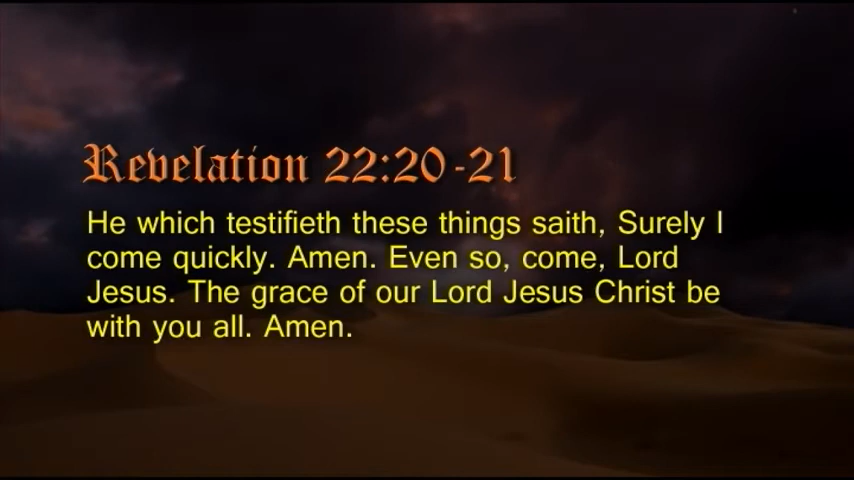 Revelation 22:20-21
He which testifieth these things saith, Surely I
come quickly. Amen. Even so, come, Lord
Jesus. The grace of our Lord Jesus Christ be
with you all. Amen.